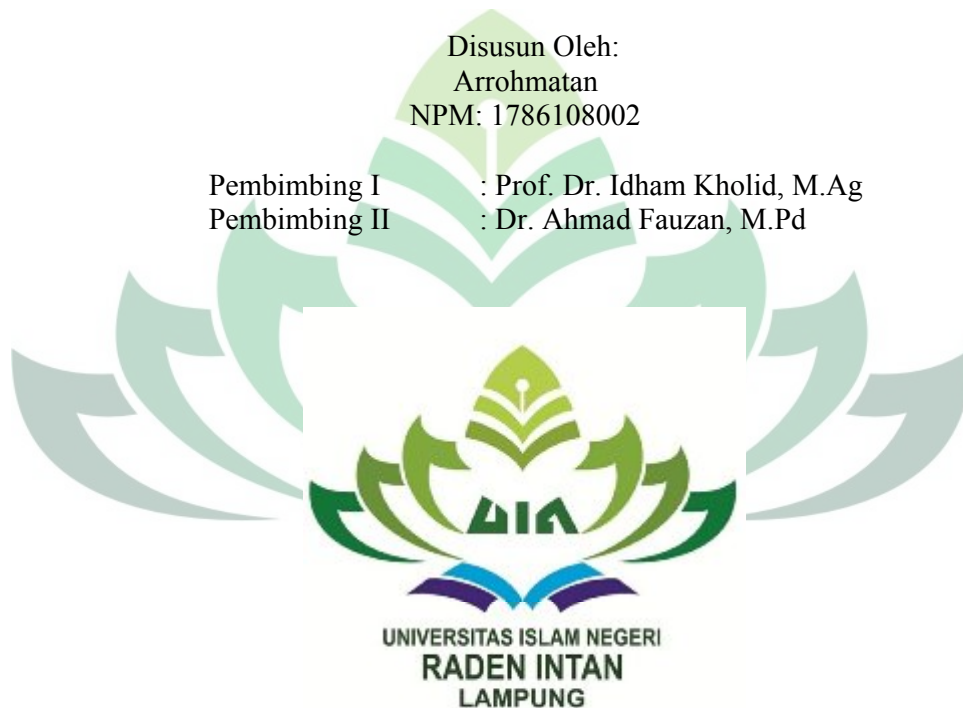 Disusun Oleh:
Arrohmatan
NPM: 1786108002
Pembimbing I : Prof. Dr. Idham Kholid, M.Ag
Pembimbing II : Dr. Ahmad Fauzan, M.Pd
UIN
UNIVERSITAS ISLAM NEGERI
RADEN INTAN
LAMPUNG